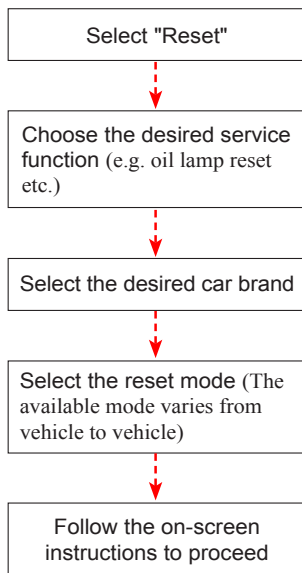 Select "Reset"
Choose the desired service
function (e.g. oil lamp reset
etc.)
Select the desired car brand
Select the reset mode (The
available mode varies from
vehicle to vehicle)
Follow the on-screen
instructions to proceed